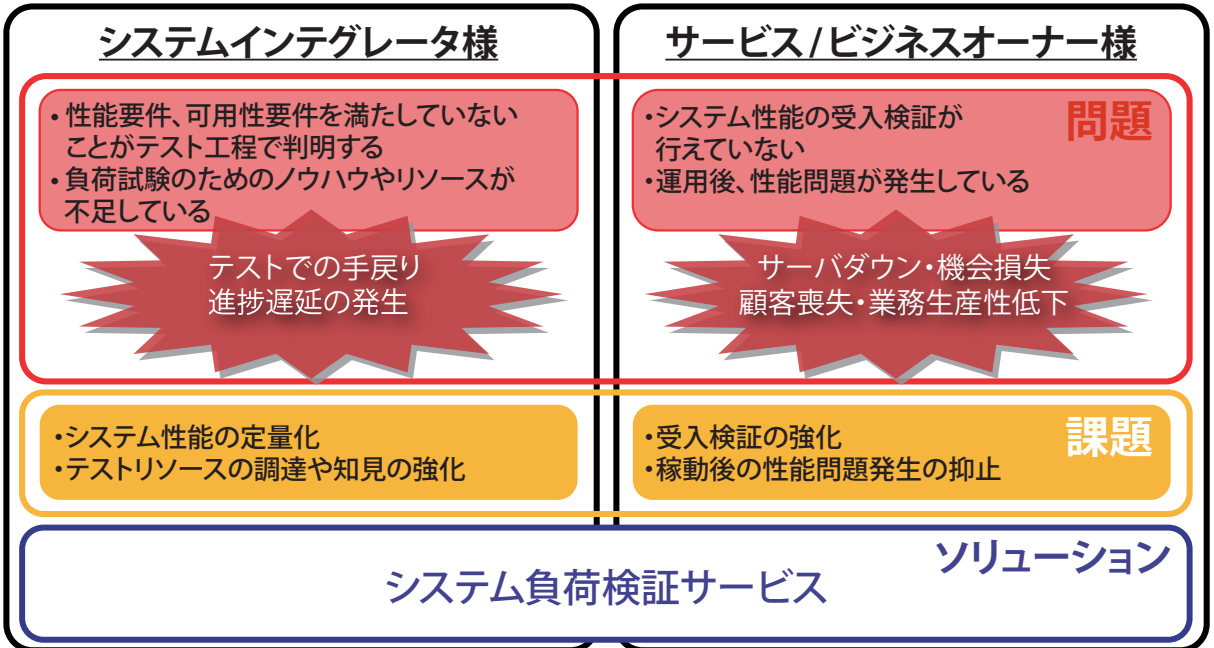 システムインテグレータ様
・性能要件、可用性要件を満たしていない
ことがテスト工程で判明する
・負荷試験のためのノウハウやリソースが
不足している
テストでの手戻り
進捗遅延の発生
サービス/ビジネスオーナー様
問題
・システム性能の受入検証が
行えていない
・運用後、性能問題が発生している
サーバダウン・機会損失
顧客喪失・業務生産性低下
・システム性能の定量化
・テストリソースの調達や知見の強化
課題
・受入検証の強化
・稼動後の性能問題発生の抑止
ソリューション
システム負荷検証サービス